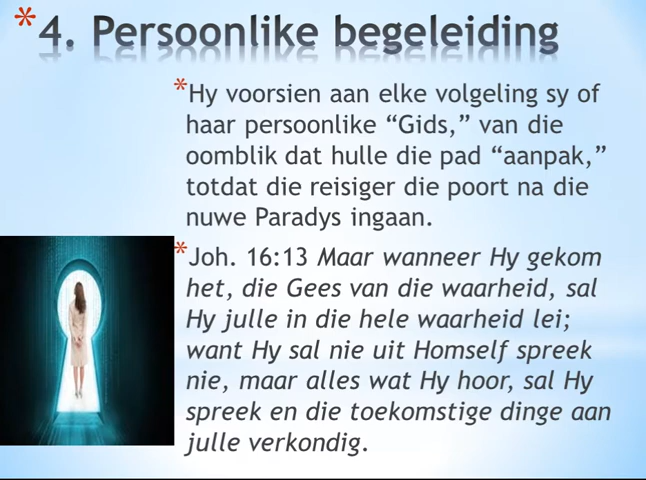 * 4. Persoonlike begeleiding
* Hy voorsien aan elke volgeling sy of
haar persoonlike “Gids,” van die
oomblik dat hulle die pad “aanpak,”
totdat die reisiger die poort na die
nuwe Paradys ingaan.
* Joh. 16:13 Maar wanneer Hy gekom
het, die Gees van die waarheid, sal
Hy julle in die hele waarheid lei;
want Hy sal nie uit Homself spreek
nie, maar alles wat Hy hoor, sal Hy
spreek en die toekomstige dinge aan
julle verkondig.